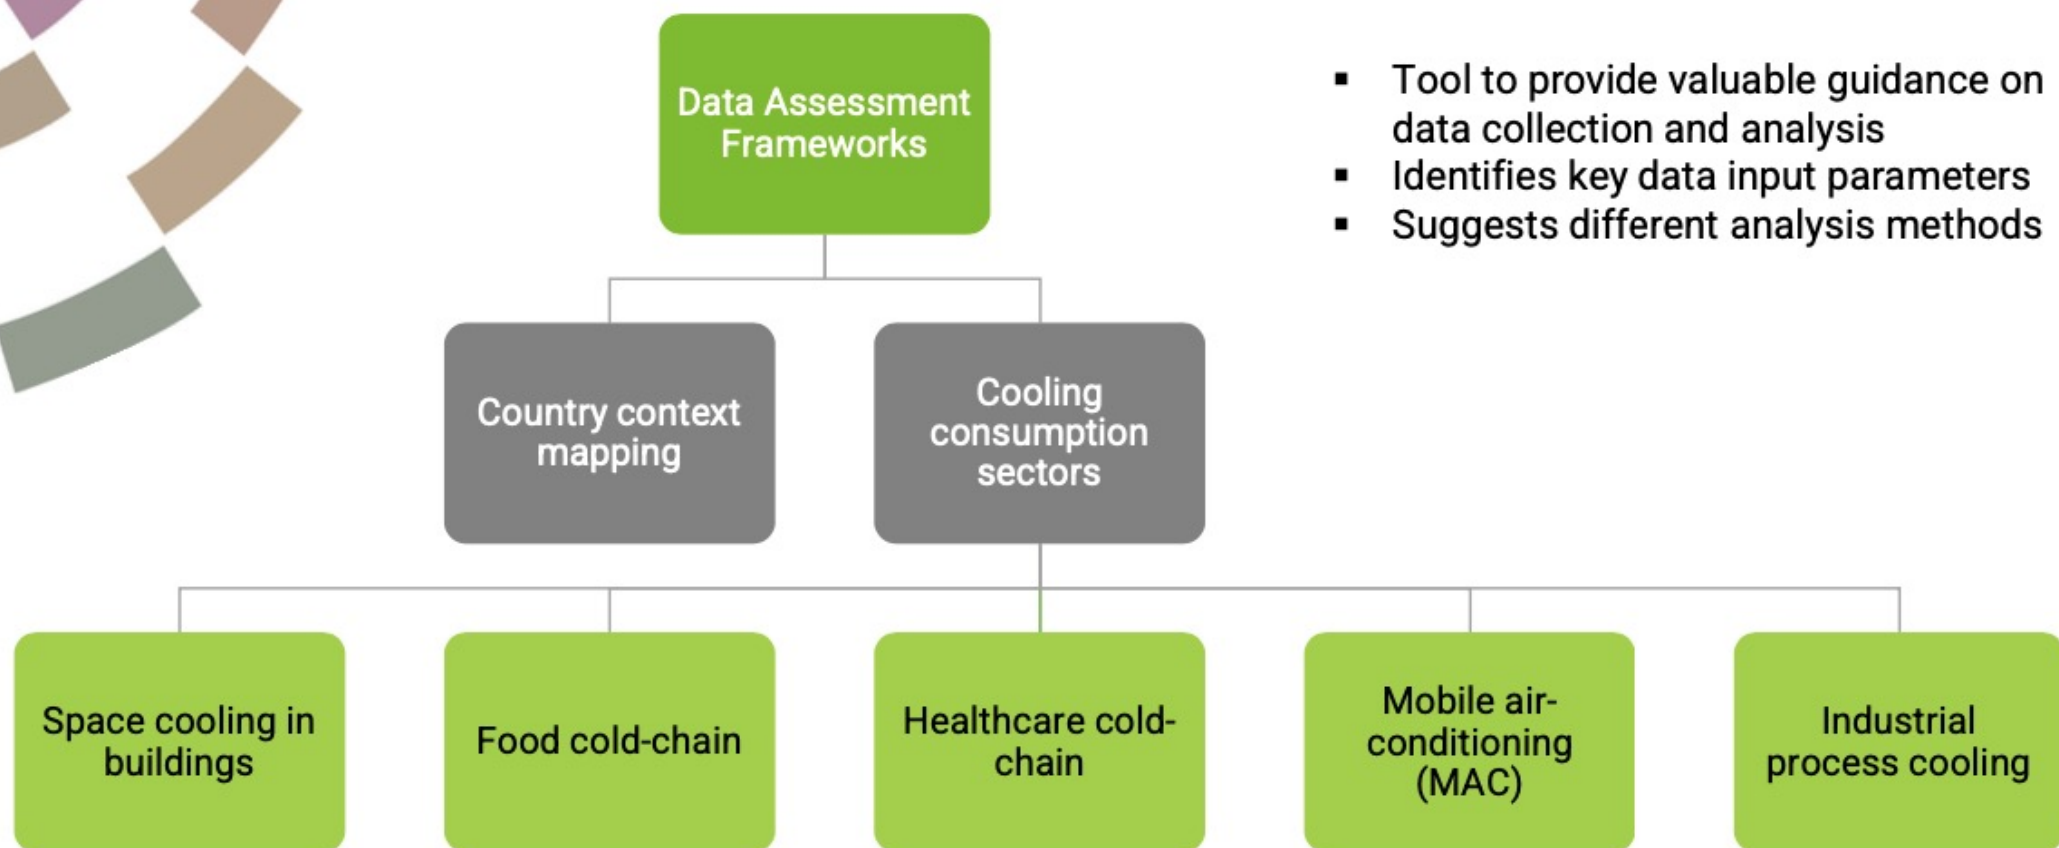 Data Assessment
Frameworks
▪ Tool to provide valuable guidance on
data collection and analysis
▪ Identifies key data input parameters
▪ Suggests different analysis methods
Country context
mapping
Cooling
consumption
sectors
Space cooling in
buildings
Food cold-chain
Healthcare cold-
chain
Mobile air-
conditioning
(MAC)
Industrial
process cooling